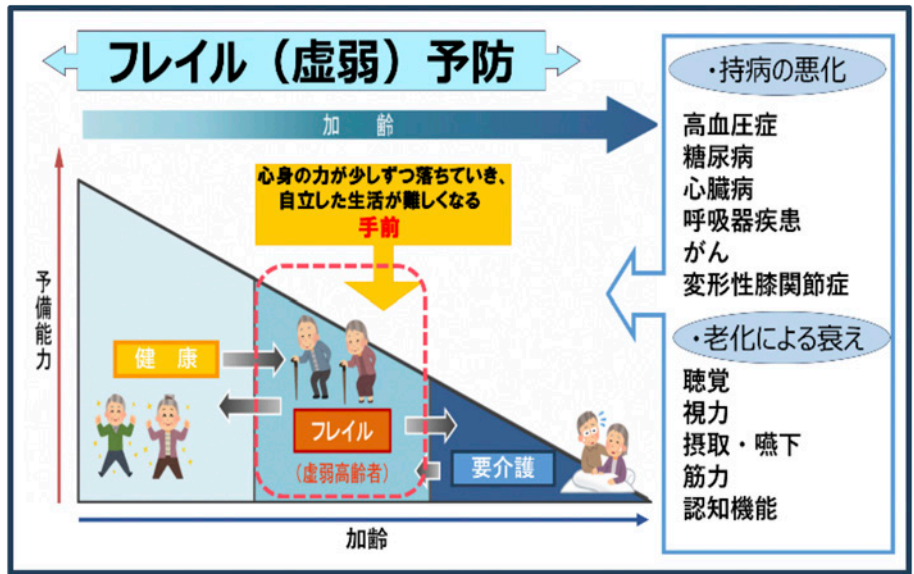 フレイル（虚弱）予防
加　齢
心身の力が少しずつ落ちていき、
自立した生活が難しくなる
手前
予備能力
健　康
フレイル
（虚弱高齢者）
要介護
加齢
・持病の悪化
高血圧症
糖尿病
心臓病
呼吸器疾患
がん
変形性膝関節症
・老化による衰え
聴覚
視力
摂取・嚥下
筋力
認知機能